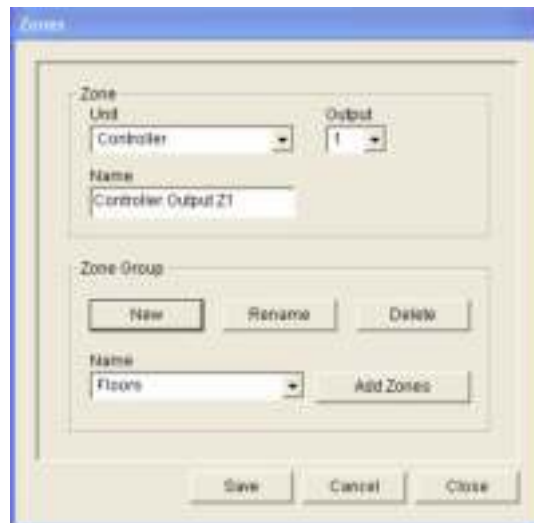 Zones
Zone
Unit Output
Controller 1
Name
Controller Output Z1
Zone Group
New Rename Delete
Name
Floors Add Zones
Save Cancel Close